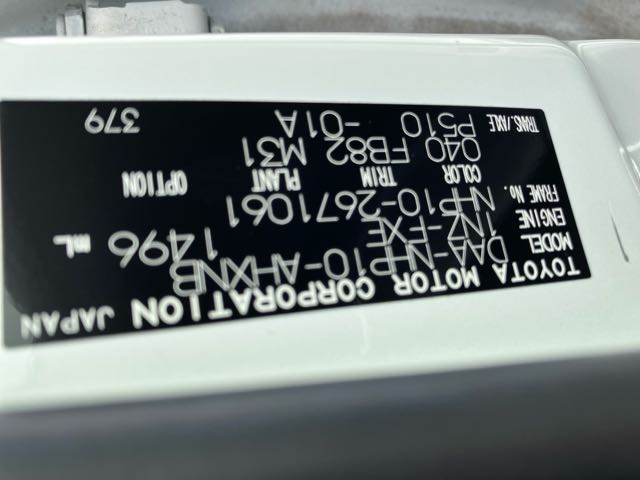 TOYOTA MOTOR CORPORATION JAPAN
MODEL DAA-NHP10-AHXNB
ENGINE 1NZ-FXE 1496 mL
FRAME No. NHP10-2671061
COLOR TRIM PLANT OPTION
040 FB82 M31
TRANS./AXLE P510 -01A
379